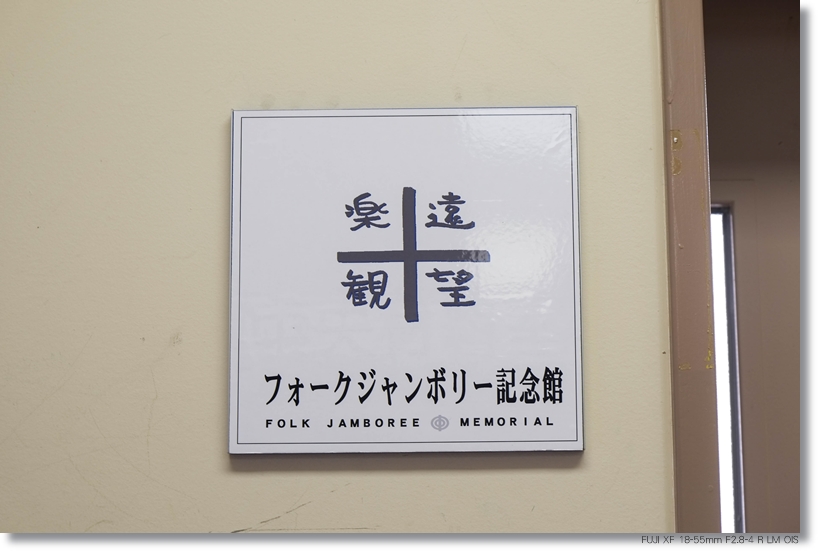 楽 遠
観 望
フォークジャンボリー記念館
FOLK JAMBOREE MEMORIAL
FUJI XF 18-55mm F2.8-4 R LM OIS